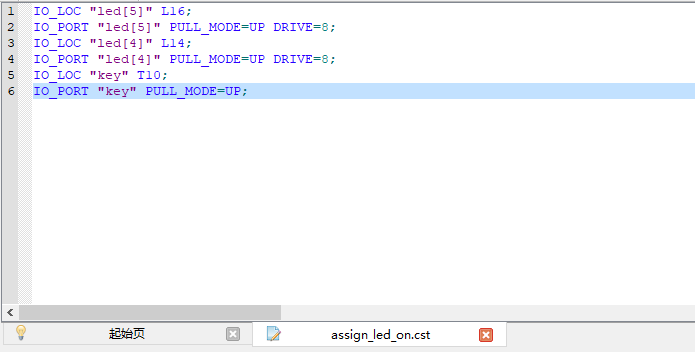 1 IO_LOC "led[5]" L16;
2 IO_PORT "led[5]" PULL_MODE=UP DRIVE=8;
3 IO_LOC "led[4]" L14;
4 IO_PORT "led[4]" PULL_MODE=UP DRIVE=8;
5 IO_LOC "key" T10;
6 IO_PORT "key" PULL_MODE=UP;
起始页 assign_led_on.cst